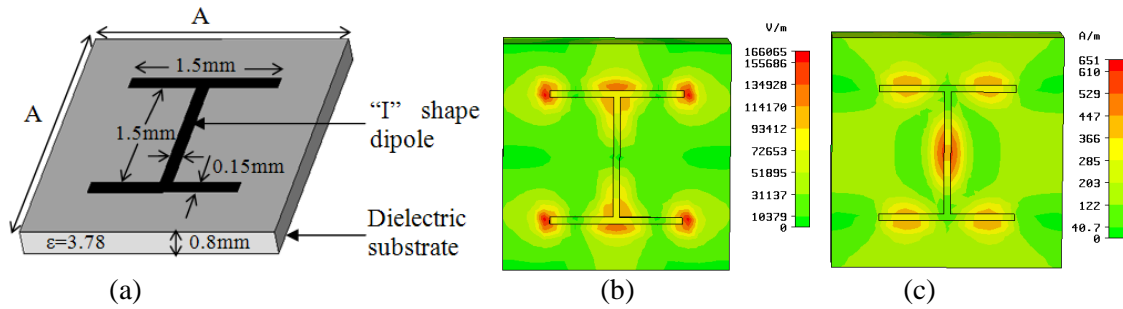 A
A
1.5mm
1.5mm
0.15mm
"I" shape
dipole
Dielectric
substrate
ε=3.78
0.8mm
(a)
V/m
166065
155686
134928
114170
93412
72653
51895
31137
10379
0
(b)
A/m
651
610
529
447
366
285
203
122
40.7
0
(c)